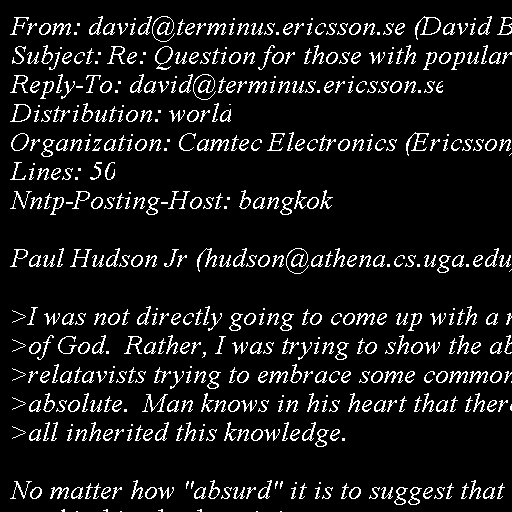 From: david@terminus.ericsson.se (David B
Subject: Re: Question for those with popular
Reply-To: david@terminus.ericsson.se
Distribution: world
Organization: Camtec Electronics (Ericsson,
Lines: 50
Nntp-Posting-Host: bangkok
Paul Hudson Jr (hudson@athena.cs.uga.edu
>I was not directly going to come up with a
>of God.  Rather, I was trying to show the ab
>relatavists trying to embrace some common
>absolute.  Man knows in his heart that ther
>all inherited this knowledge.
No matter how "absurd" it is to suggest that